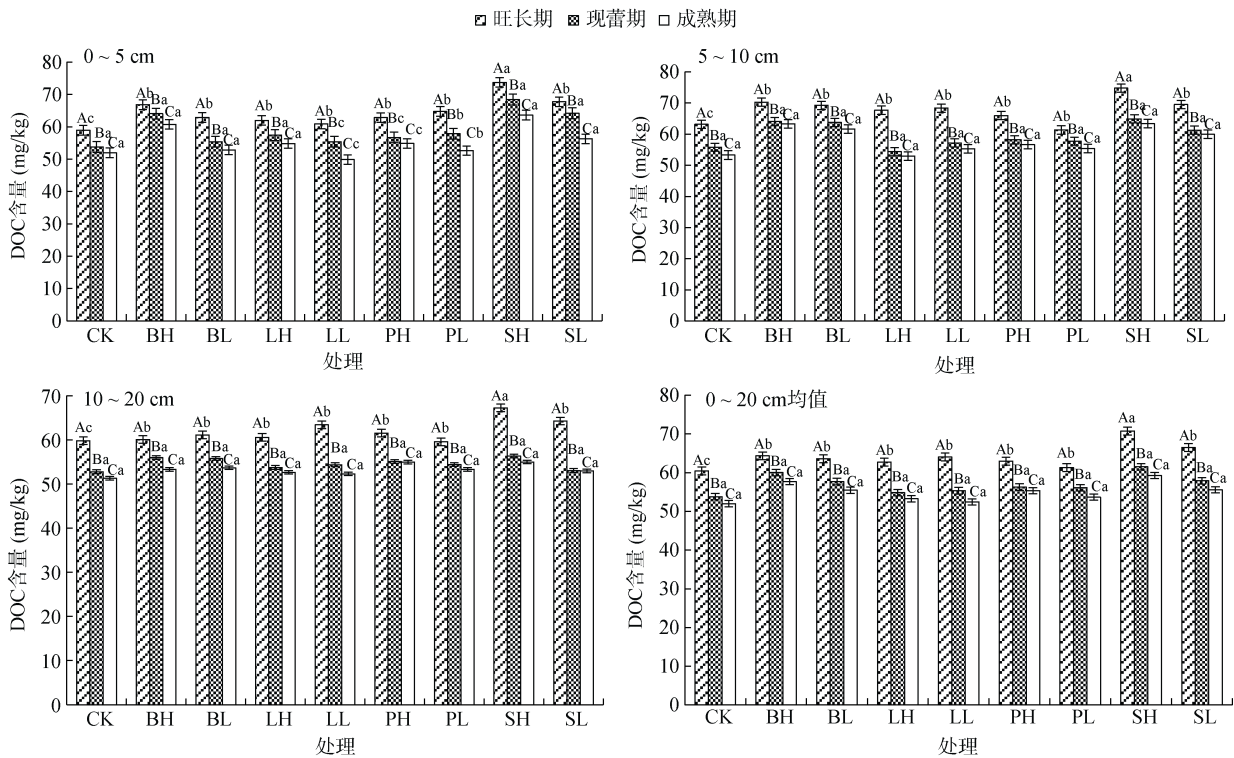 旺长期 现蕾期 成熟期
0 ~ 5 cm
DOC含量 (mg/kg)
80
70
60
50
40
30
20
10
0
Ac Ba Ca Ab Ba Ca Ab Ba Ca Ab Ba Ca Ab Bc Cc Ab Bc Cc Ab Bb Cb Aa Ba Ca Ab Ba Ca
CK BH BL LH LL PH PL SH SL
处理
5 ~ 10 cm
DOC含量 (mg/kg)
80
70
60
50
40
30
20
10
0
Ac Ba Ca Ab Ba Ca Ab Ba Ca Ab Ba Ca Ab Ba Ca Ab Ba Ca Ab Ba Ca Aa Ba Ca Ab Ba Ca
CK BH BL LH LL PH PL SH SL
处理
10 ~ 20 cm
DOC含量 (mg/kg)
70
60
50
40
30
20
10
0
Ac Ba Ca Ab Ba Ca Ab Ba Ca Ab Ba Ca Ab Ba Ca Ab Ba Ca Ab Ba Ca Aa Ba Ca Ab Ba Ca
CK BH BL LH LL PH PL SH SL
处理
0 ~ 20 cm均值
DOC含量 (mg/kg)
80
70
60
50
40
30
20
10
0
Ac Ba Ca Ab Ba Ca Ab Ba Ca Ab Ba Ca Ab Ba Ca Ab Ba Ca Ab Ba Ca Aa Ba Ca Ab Ba Ca
CK BH BL LH LL PH PL SH SL
处理